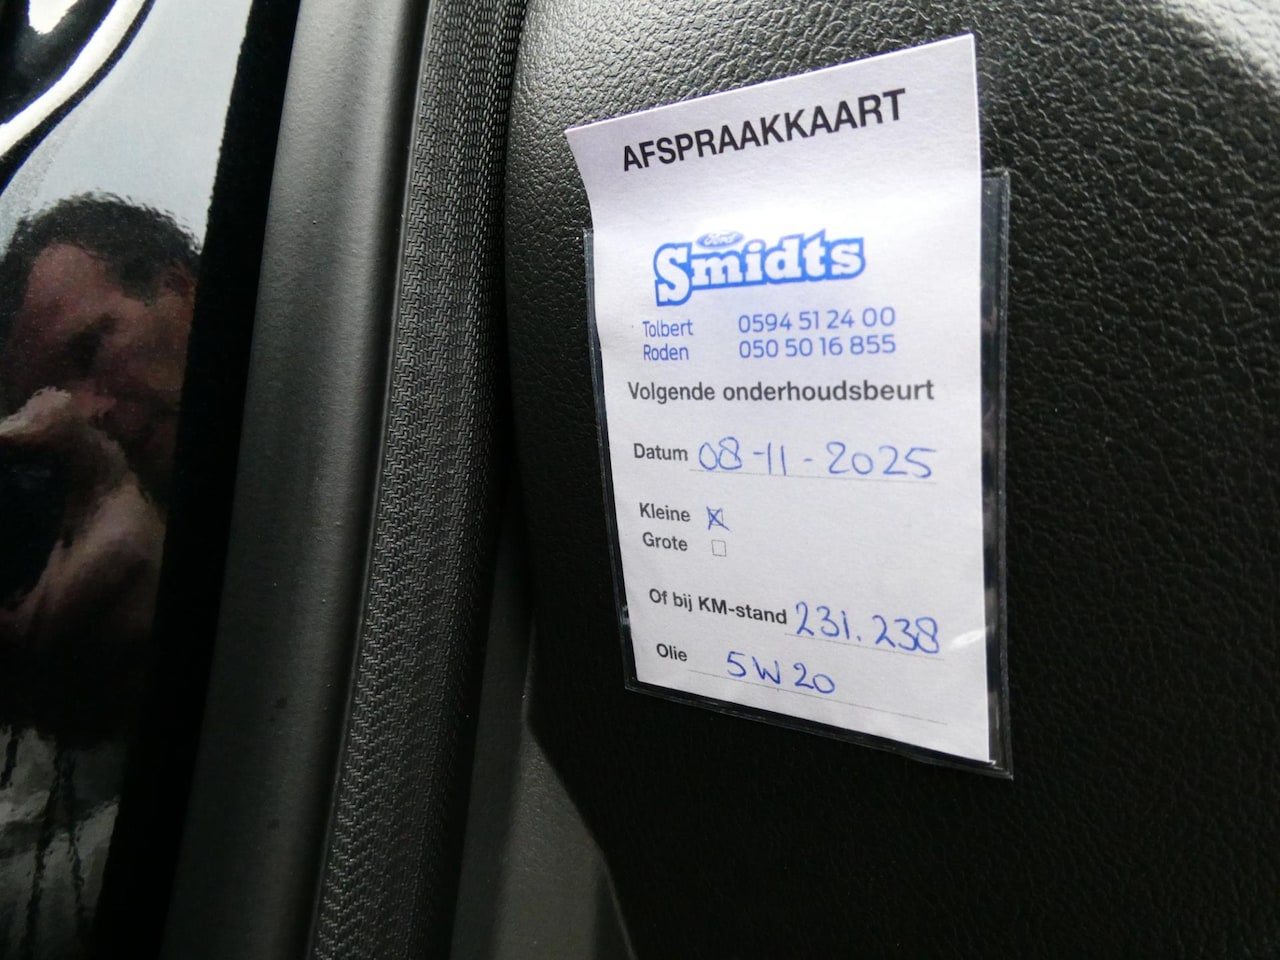 AFSPRAAKKAART
Ford
Smidts
Tolbert 0594 51 24 00
Roden 050 50 16 855
Volgende onderhoudsbeurt
Datum 08-11-2025
Kleine
Grote
Of bij KM-stand 231.238
Olie 5W20